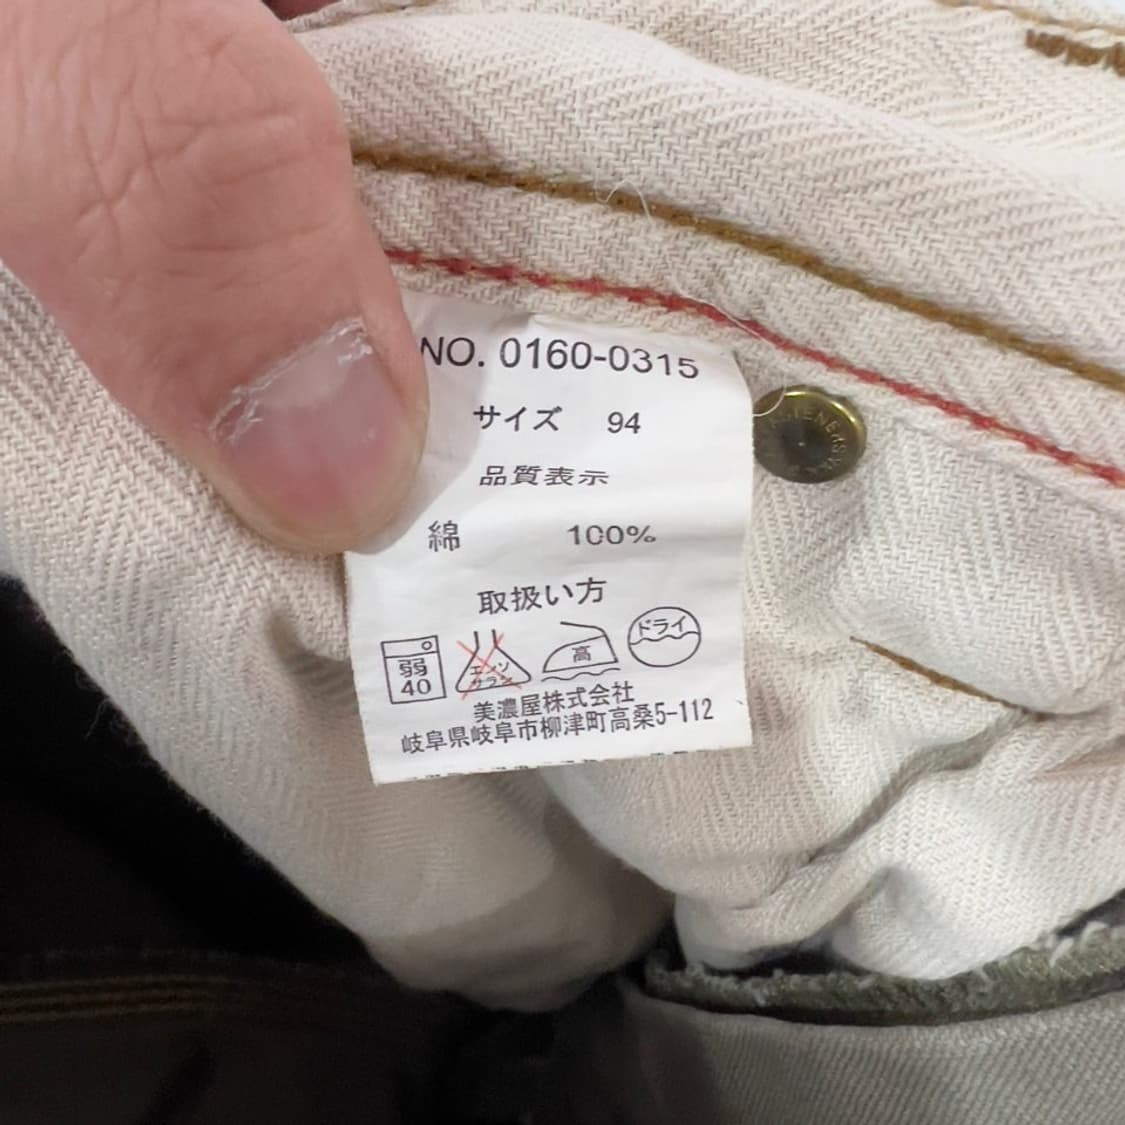 NO. 0160-0315
サイズ 94
品質表示
綿 100%
取扱い方
弱 40
エンソ サラシ
高
ドライ
美濃屋株式会社
岐阜県岐阜市柳津町高桑5-112